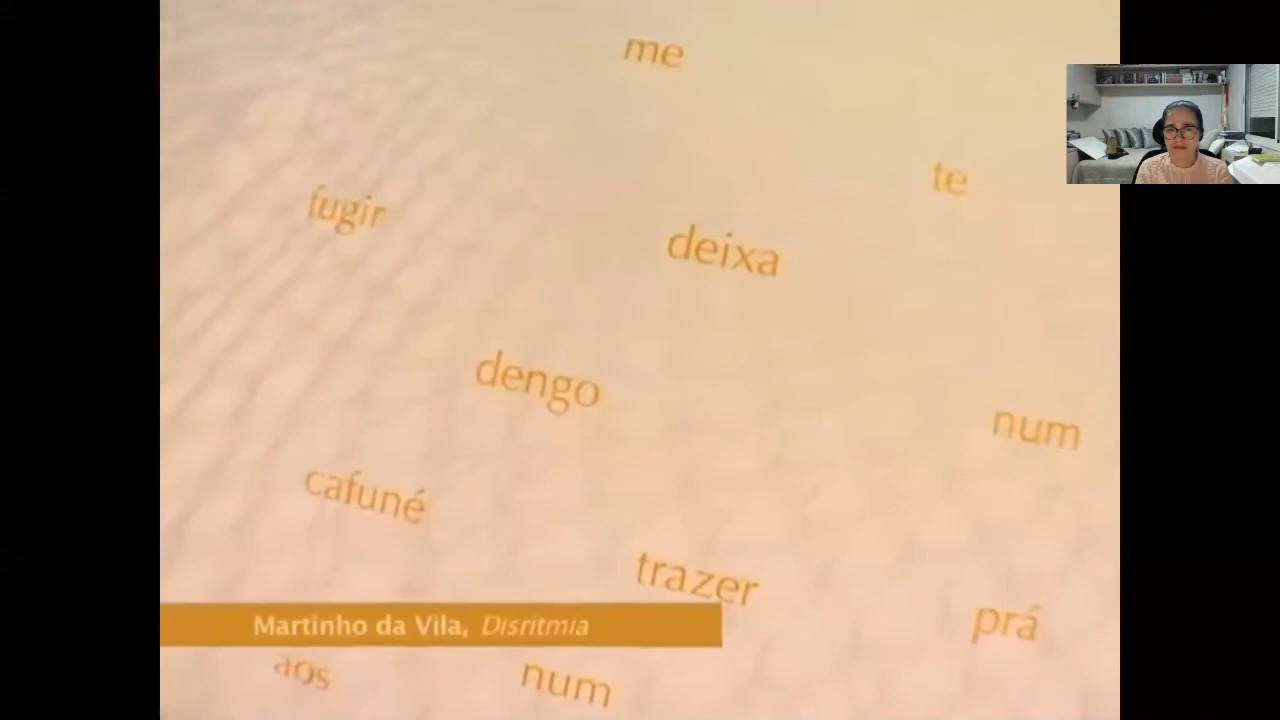 me
te
fugir
deixa
dengo
num
cafuné
trazer
prá
Martinho da Vila, Disritmia
aos
num